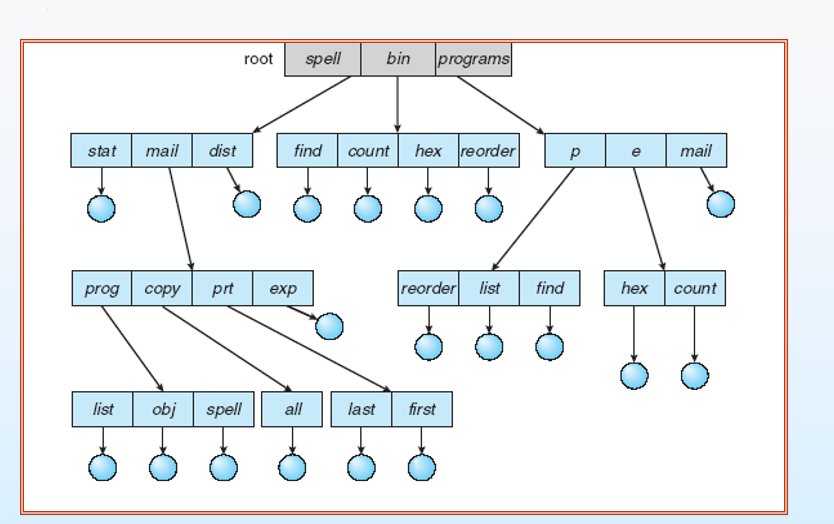 root spell bin programs
stat mail dist find count hex reorder p e mail
prog copy prt exp reorder list find hex count
list obj spell all last first